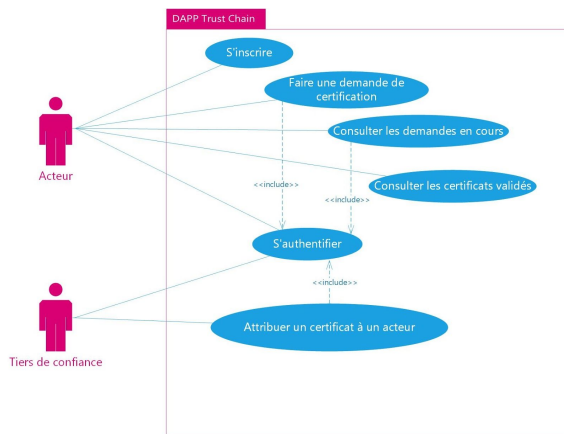 DAPP Trust Chain
S'inscrire
Faire une demande de
certification
Consulter les demandes en cours
Acteur
Consulter les certificats validés
<<include>>
<<include>>
S'authentifier
<<include>>
Attribuer un certificat à un acteur
Tiers de confiance